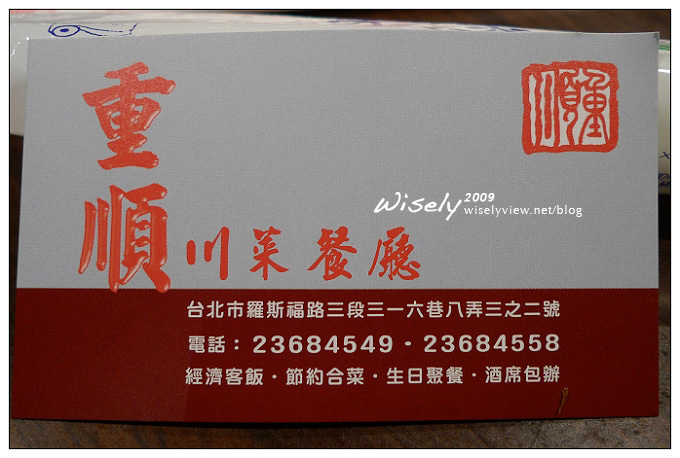 重順川菜餐廳
重順
Wisely 2009
wiselyview.net/blog
台北市羅斯福路三段三一六巷八弄三之二號
電話：23684549·23684558
經濟客飯·節約合菜·生日聚餐·酒席包辦